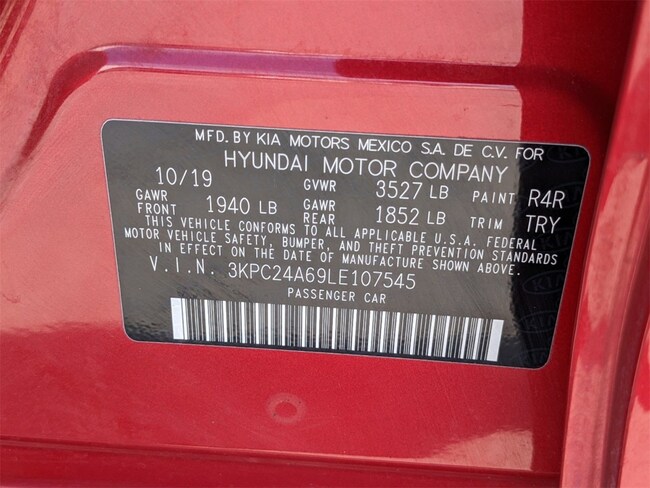 MFD. BY KIA MOTORS MEXICO S.A. DE C.V. FOR
HYUNDAI MOTOR COMPANY
10/19 GVWR 3527 LB PAINT R4R
GAWR FRONT 1940 LB GAWR REAR 1852 LB TRIM TRY
THIS VEHICLE CONFORMS TO ALL APPLICABLE U.S.A. FEDERAL
MOTOR VEHICLE SAFETY, BUMPER, AND THEFT PREVENTION STANDARDS
IN EFFECT ON THE DATE OF MANUFACTURE SHOWN ABOVE.
V.I.N. 3KPC24A69LE107545
PASSENGER CAR
KIA